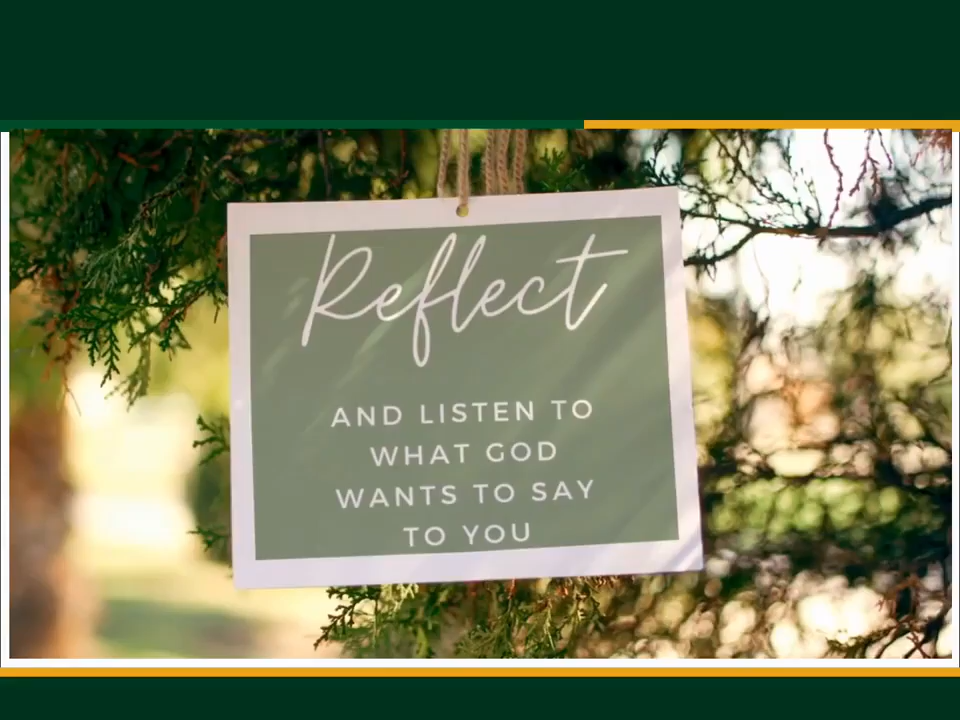 Reflect
AND LISTEN TO
WHAT GOD
WANTS TO SAY
TO YOU